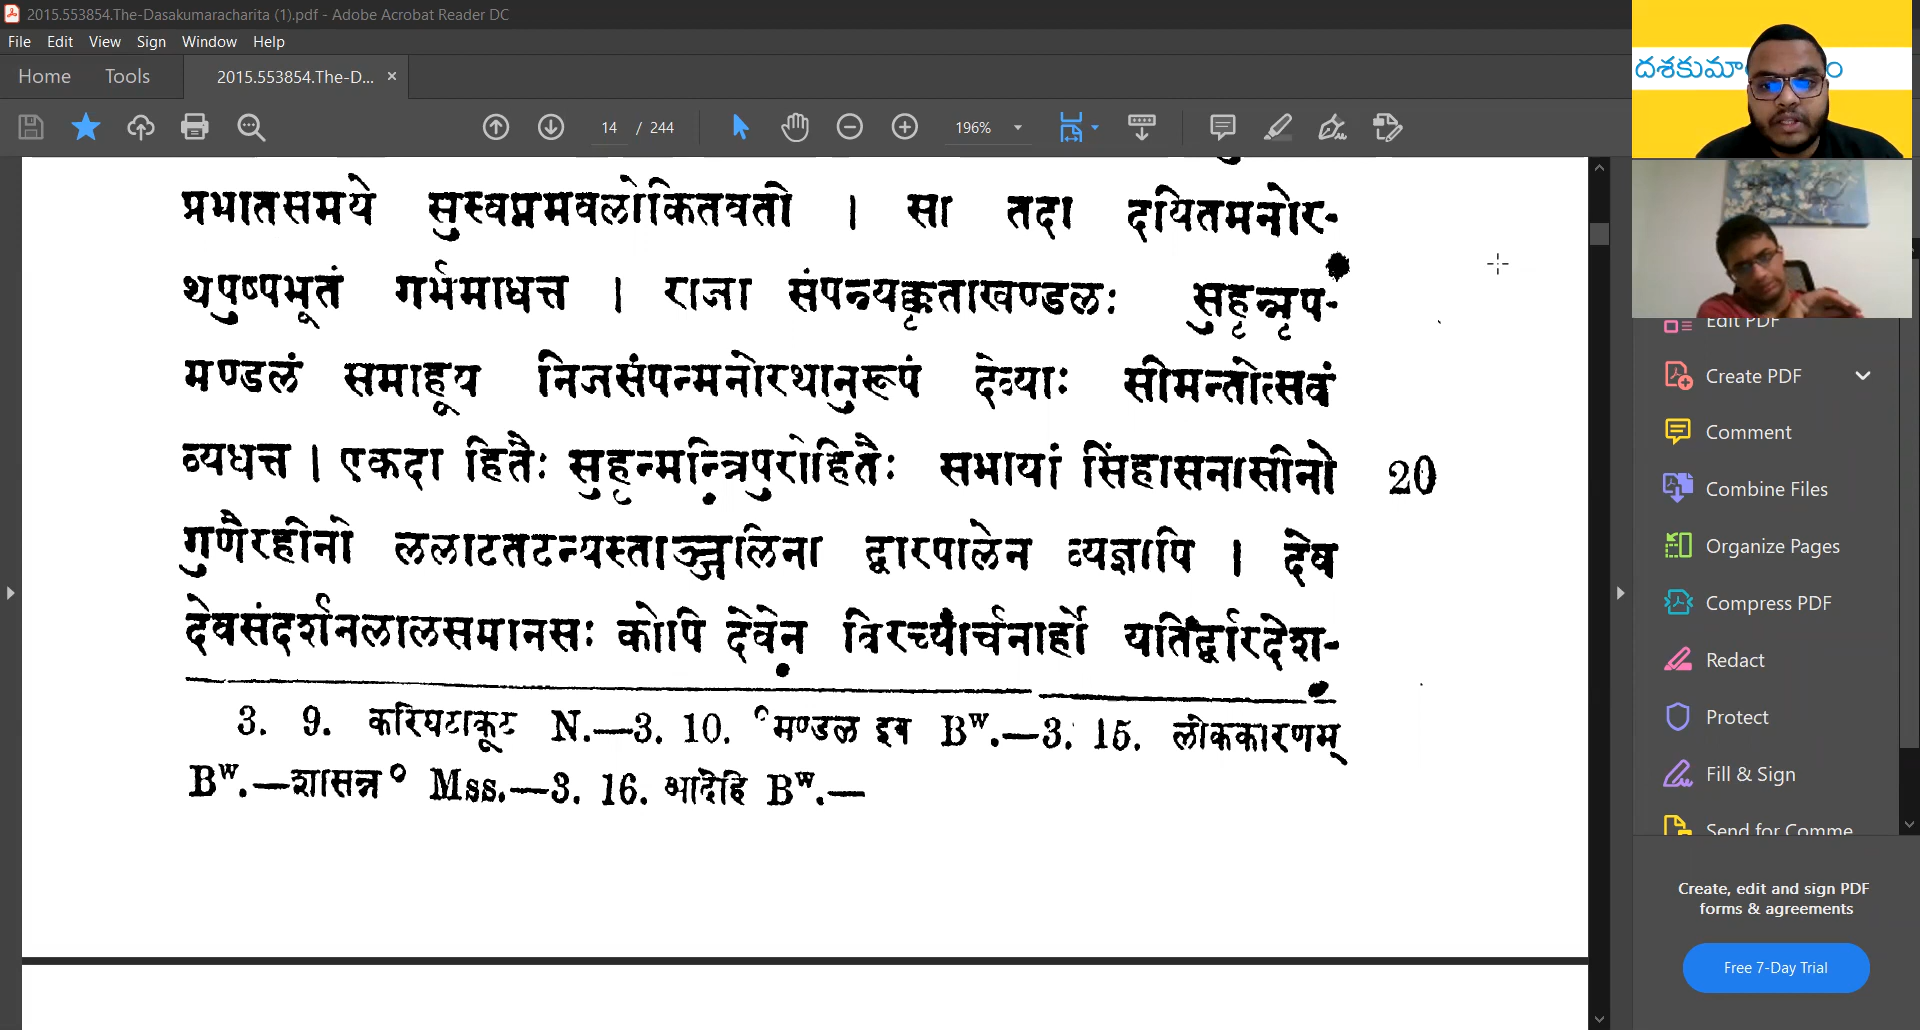 2015.553854.The-Dasakumaracharita (1).pdf - Adobe Acrobat Reader DC
File Edit View Sign Window Help
Home Tools 2015.553854.The-D... ×
14 / 244 196%
प्रभातसमये सुस्वप्नमवलोकितवती । सा तदा दयितमनोर-
थपुष्पभूतं गर्भमाधत्त । राजा संपन्न्यक्कृताखण्डलः सुहृन्नृप-
मण्डलं समाहूय निजसंपन्मनोरथानुरूपं देव्याः सीमन्तोत्सवं
व्यधत्त । एकदा हितैः सुहृन्मन्त्रिपुरोहितैः सभायां सिंहासनासीनो 20
गुणैरहीनो ललाटतटन्यस्ताञ्जलिना द्वारपालेन व्यज्ञापि । देव
देवसंदर्शनलालसमानसः कोपि देवेन विरच्यार्चनार्हो यतिर्द्वारदेश-
3. 9. करिघटाकूट N.—3. 10. ०मण्डल इव Bʷ.—3. 15. लोककारणम्
Bʷ.—शासन्न० Mss.—3. 16. आदेहि Bʷ.—
Edit PDF
Create PDF
Comment
Combine Files
Organize Pages
Compress PDF
Redact
Protect
Fill & Sign
Send for Comme
Create, edit and sign PDF
forms & agreements
Free 7-Day Trial